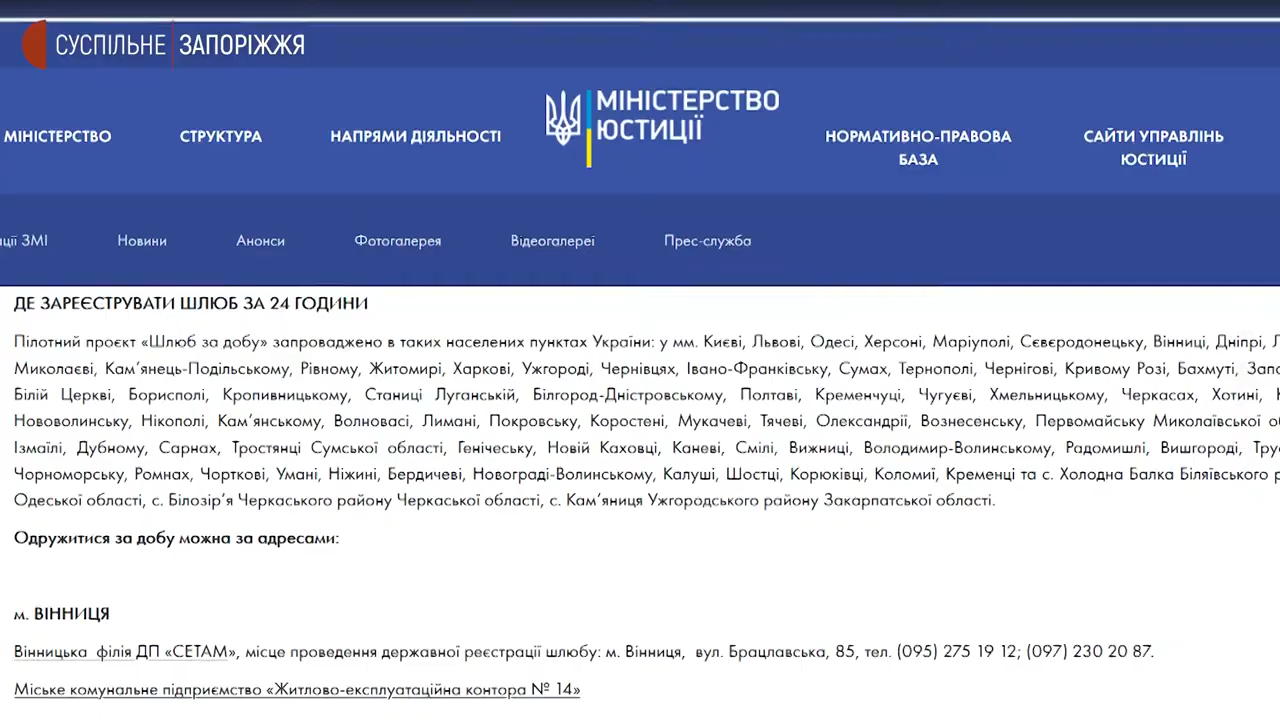 СУСПІЛЬНЕ ЗАПОРІЖЖЯ
МІНІСТЕРСТВО
СТРУКТУРА
НАПРЯМИ ДІЯЛЬНОСТІ
МІНІСТЕРСТВО
ЮСТИЦІЇ
НОРМАТИВНО-ПРАВОВА
БАЗА
САЙТИ УПРАВЛІНЬ
ЮСТИЦІЇ
ЗМІ Новини Анонси Фотогалерея Відеогалереї Прес-служба
ДЕ ЗАРЕЄСТРУВАТИ ШЛЮБ ЗА 24 ГОДИНИ
Пілотний проєкт «Шлюб за добу» запроваджено в таких населених пунктах України: у мм. Києві, Львові, Одесі, Херсоні, Маріуполі, Сєвєродонецьку, Вінниці, Дніпрі,
Миколаєві, Кам’янець-Подільському, Рівному, Житомирі, Харкові, Ужгороді, Чернівцях, Івано-Франківську, Сумах, Тернополі, Чернігові, Кривому Розі, Бахмуті,
Білій Церкві, Борисполі, Кропивницькому, Станиці Луганській, Білгород-Дністровському, Полтаві, Кременчуці, Чугуєві, Хмельницькому, Черкасах, Хотині,
Нововолинську, Нікополі, Кам’янському, Волновасі, Лимані, Покровську, Коростені, Мукачеві, Тячеві, Олександрії, Вознесенську, Первомайську Миколаївської
Ізмаїлі, Дубному, Сарнах, Тростянці Сумської області, Генічеську, Новій Каховці, Каневі, Смілі, Вижниці, Володимир-Волинському, Радомишлі, Вишгороді,
Чорноморську, Ромнах, Чорткові, Умані, Ніжині, Бердичеві, Новограді-Волинському, Калуші, Шостці, Корюківці, Коломиї, Кременці та с. Холодна Балка Біляївського
Одеської області, с. Білозір’я Черкаського району Черкаської області, с. Кам’яниця Ужгородського району Закарпатської області.
Одружитися за добу можна за адресами:
м. ВІННИЦЯ
Вінницька філія ДП «СЕТАМ», місце проведення державної реєстрації шлюбу: м. Вінниця, вул. Брацлавська, 85, тел. (095) 275 19 12; (097) 230 20 87.
Міське комунальне підприємство «Житлово-експлуатаційна контора № 14»